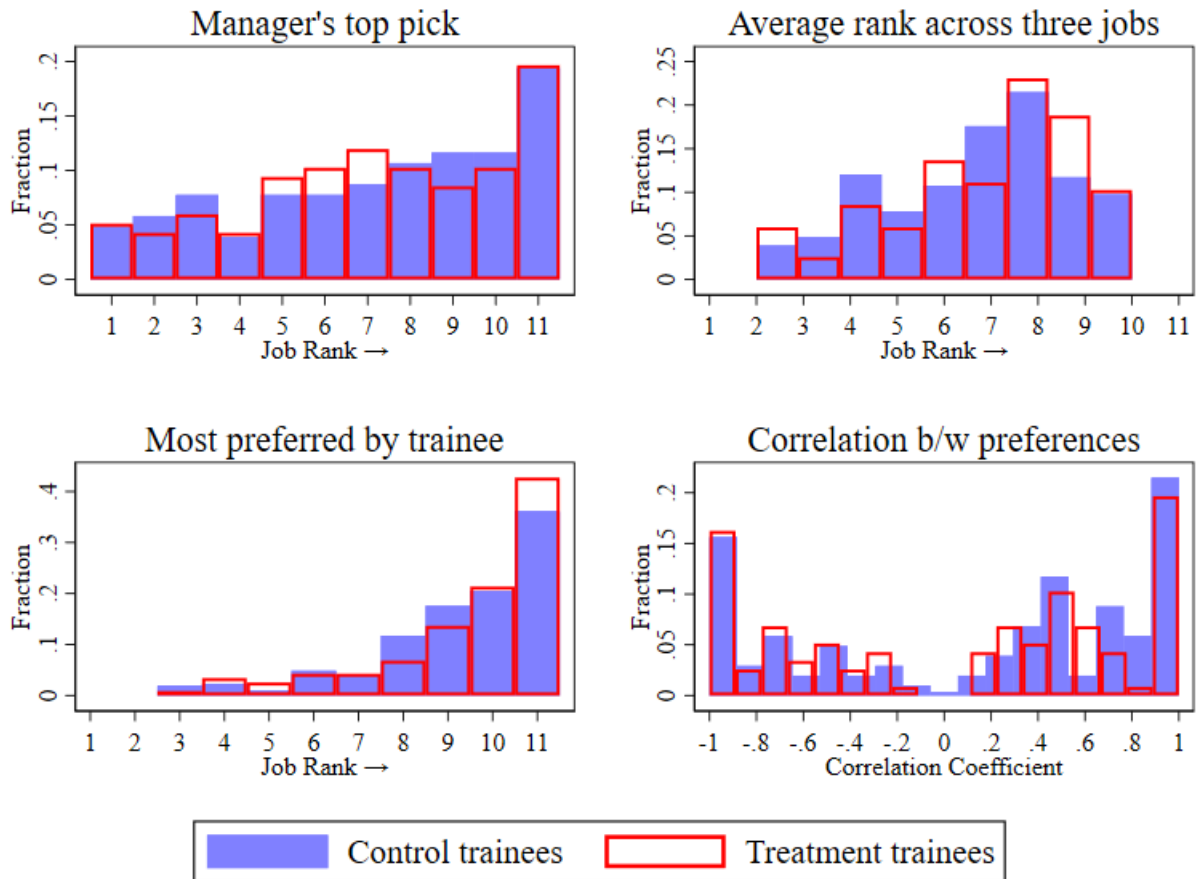 Manager's top pick
Fraction
0 .05 .1 .15 .2
1 2 3 4 5 6 7 8 9 10 11
Job Rank →
Average rank across three jobs
Fraction
0 .05 .1 .15 .2 .25
1 2 3 4 5 6 7 8 9 10 11
Job Rank →
Most preferred by trainee
Fraction
0 .1 .2 .3 .4
1 2 3 4 5 6 7 8 9 10 11
Job Rank →
Correlation b/w preferences
Fraction
0 .05 .1 .15 .2
-1 -.8 -.6 -.4 -.2 0 .2 .4 .6 .8 1
Correlation Coefficient
Control trainees
Treatment trainees